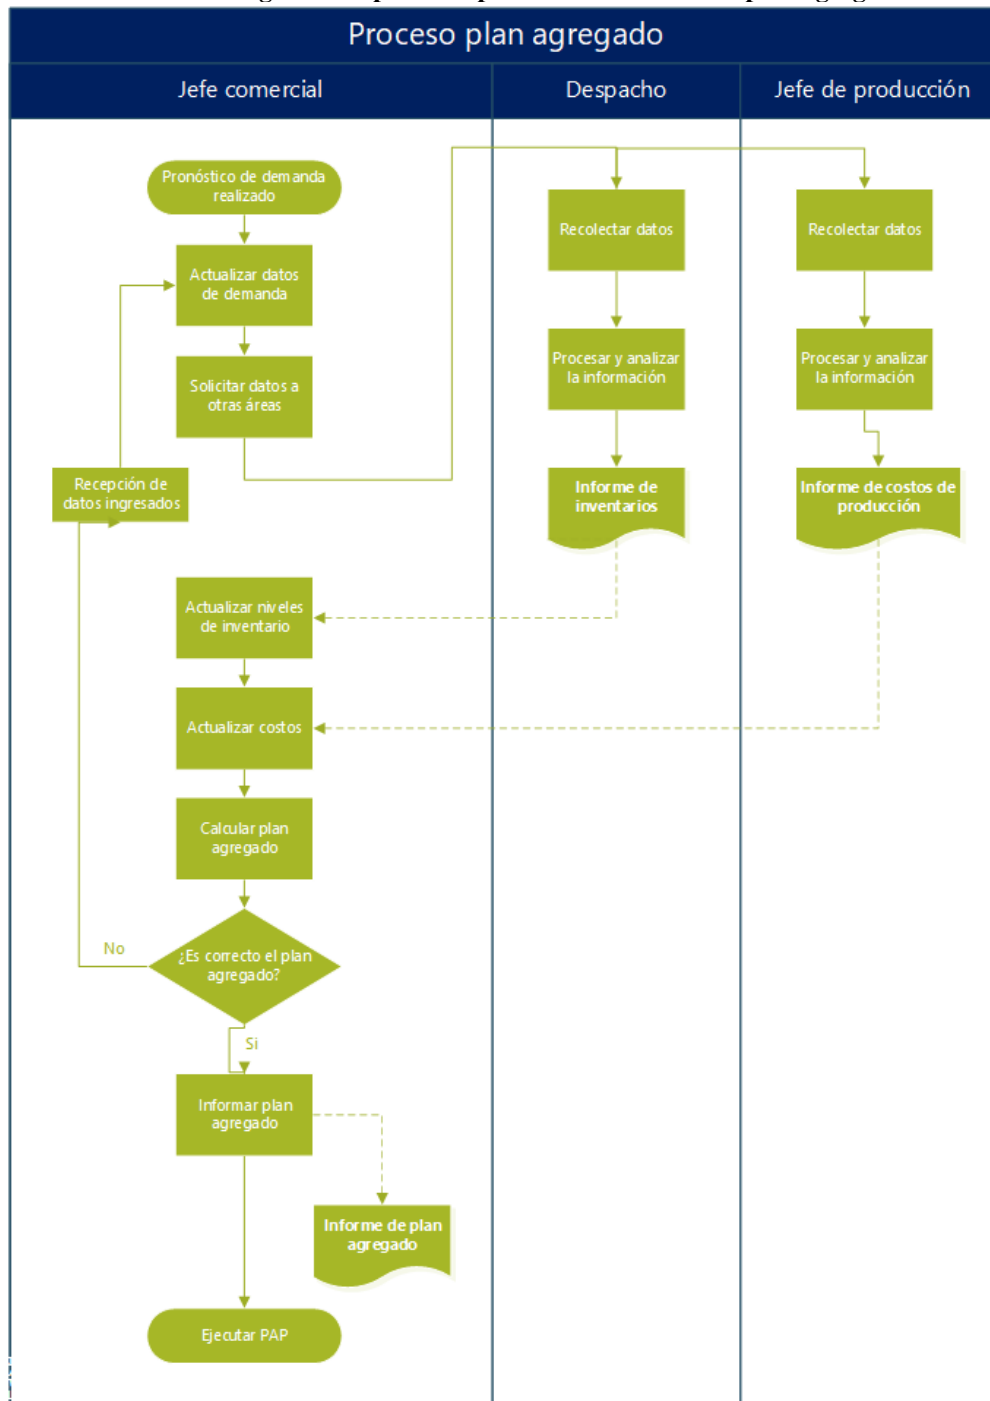 Proceso plan agregado
Jefe comercial
Despacho
Jefe de producción
Pronóstico de demanda
realizado
Recolectar datos
Recolectar datos
Actualizar datos
de demanda
Procesar y analizar
la información
Procesar y analizar
la información
Solicitar datos a
otras áreas
Recepción de
datos ingresados
Informe de
inventarios
Informe de costos de
producción
Actualizar niveles
de inventario
Actualizar costos
Calcular plan
agregado
No
¿Es correcto el plan
agregado?
Si
Informar plan
agregado
Informe de plan
agregado
Ejecutar PAP